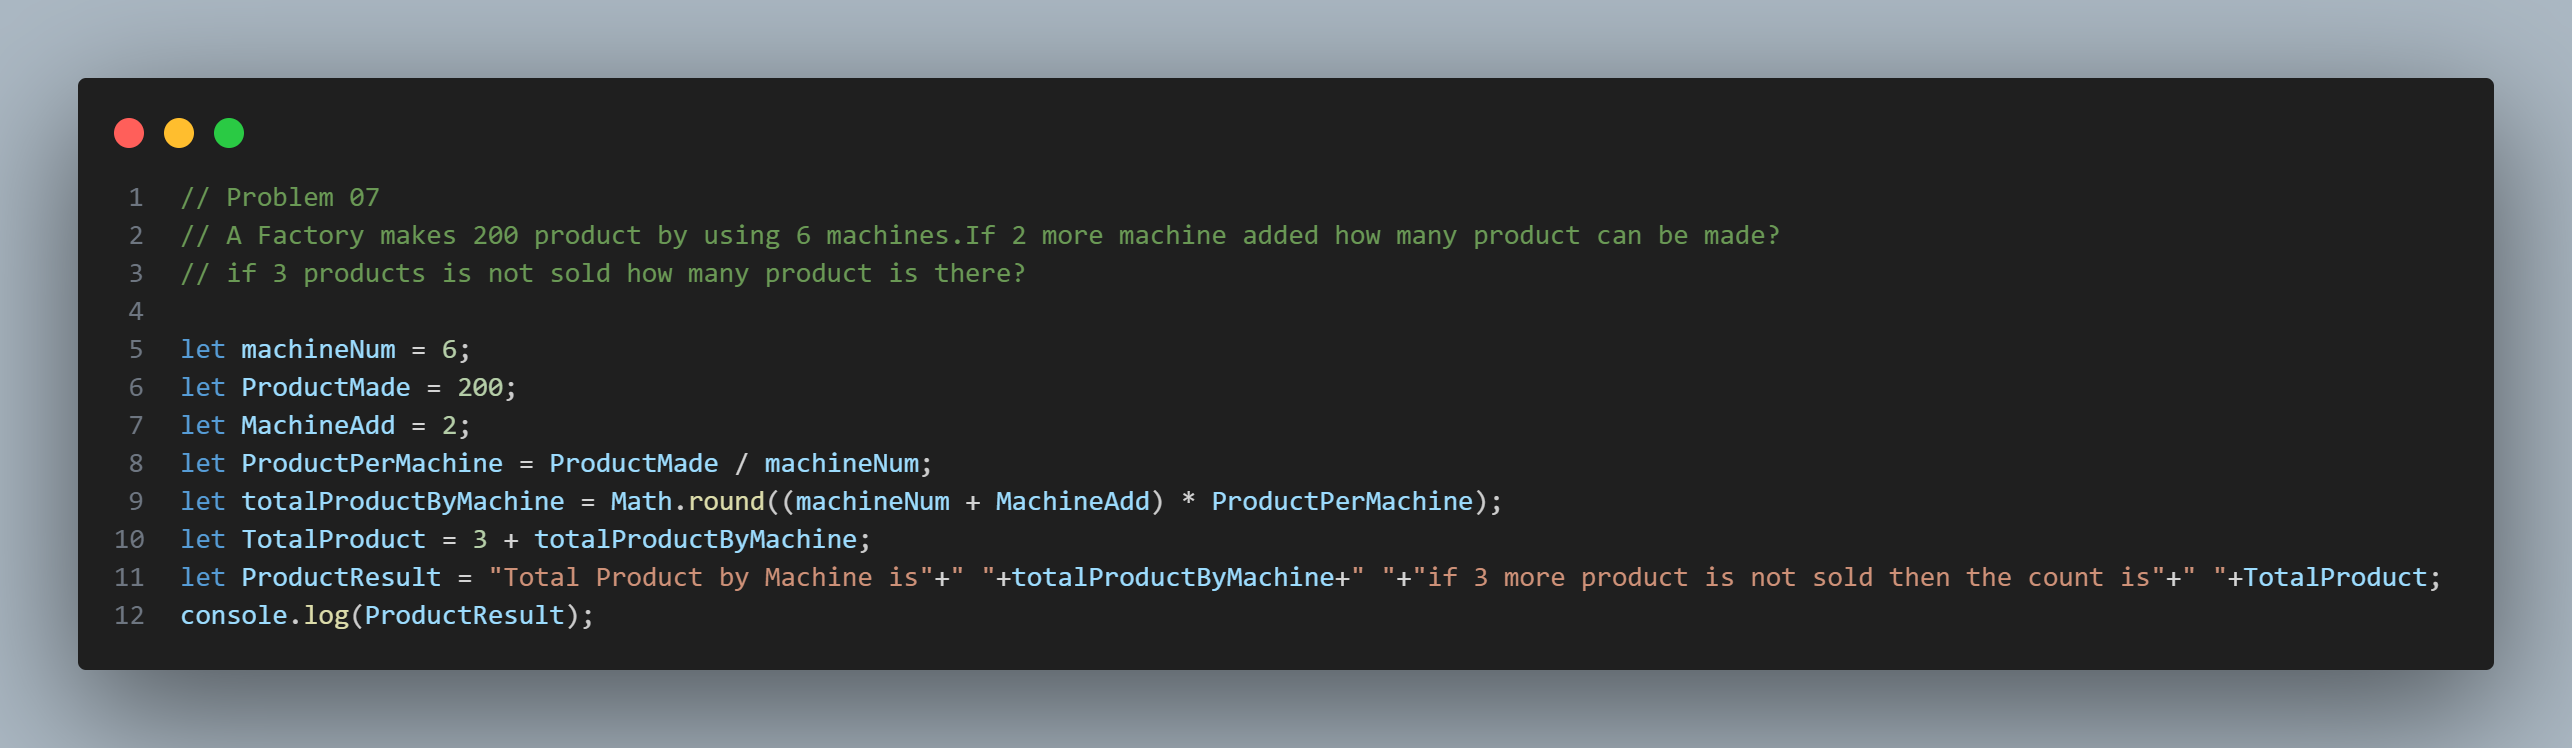 1 // Problem 07
2 // A Factory makes 200 product by using 6 machines.If 2 more machine added how many product can be made?
3 // if 3 products is not sold how many product is there?
4
5 let machineNum = 6;
6 let ProductMade = 200;
7 let MachineAdd = 2;
8 let ProductPerMachine = ProductMade / machineNum;
9 let totalProductByMachine = Math.round((machineNum + MachineAdd) * ProductPerMachine);
10 let TotalProduct = 3 + totalProductByMachine;
11 let ProductResult = "Total Product by Machine is"+" "+totalProductByMachine+" "+"if 3 more product is not sold then the count is"+" "+TotalProduct;
12 console.log(ProductResult);